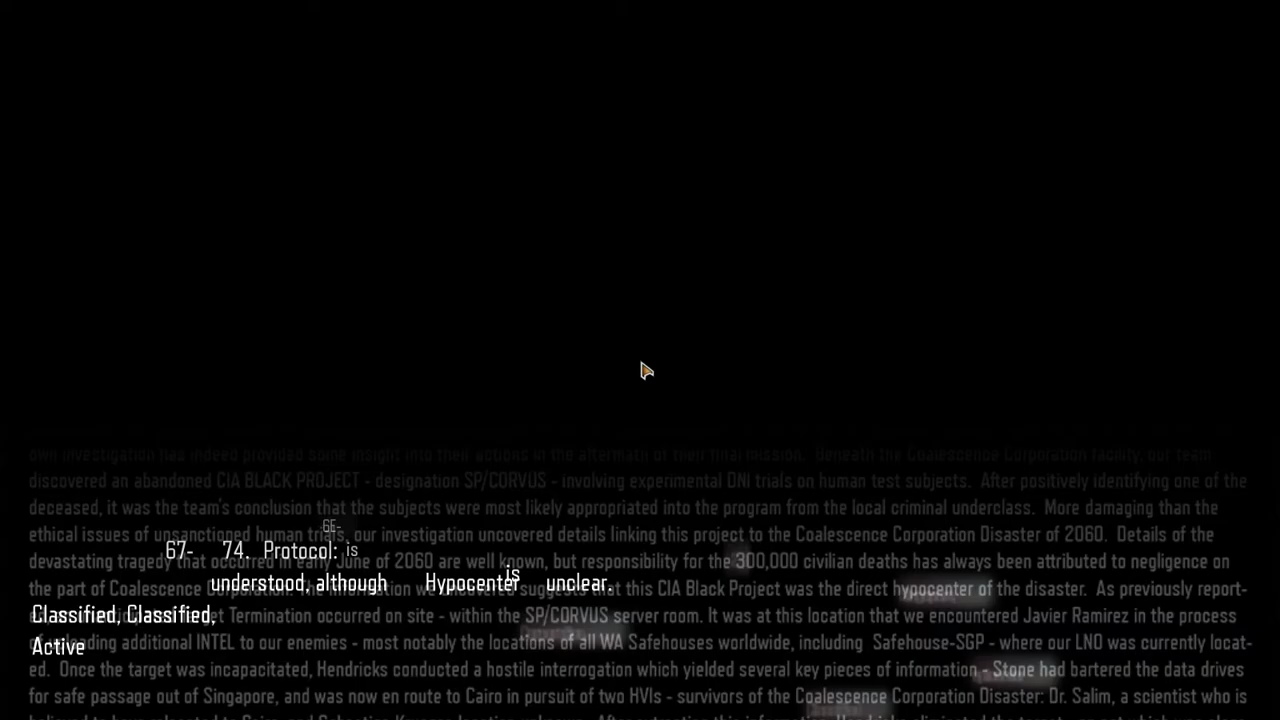 own investigation has indeed provided some insight into their actions in the aftermath of their final mission. Beneath the Coalescence Corporation facility, our team
discovered an abandoned CIA BLACK PROJECT - designation SP/CORVUS - involving experimental DNI trials on human test subjects. After positively identifying one of the
deceased, it was the team's conclusion that the subjects were most likely appropriated into the program from the local criminal underclass. More damaging than the
6E-
ethical issues of unsanctioned human trials, our investigation uncovered details linking this project to the Coalescence Corporation Disaster of 2060. Details of the
67- 74. Protocol: is
devastating tragedy that occurred in early June of 2060 are well known, but responsibility for the 300,000 civilian deaths has always been attributed to negligence on
understood, although Hypocenter is unclear.
the part of Coalescence Corporation. The information we uncovered suggests that this CIA Black Project was the direct hypocenter of the disaster. As previously report-
Classified, Classified,
Termination occurred on site - within the SP/CORVUS server room. It was at this location that we encountered Javier Ramirez in the process
Active
of uploading additional INTEL to our enemies - most notably the locations of all WA Safehouses worldwide, including Safehouse-SGP - where our LNO was currently locat-
ed. Once the target was incapacitated, Hendricks conducted a hostile interrogation which yielded several key pieces of information - Stone had bartered the data drives
for safe passage out of Singapore, and was now en route to Cairo in pursuit of two HVIs - survivors of the Coalescence Corporation Disaster: Dr. Salim, a scientist who is